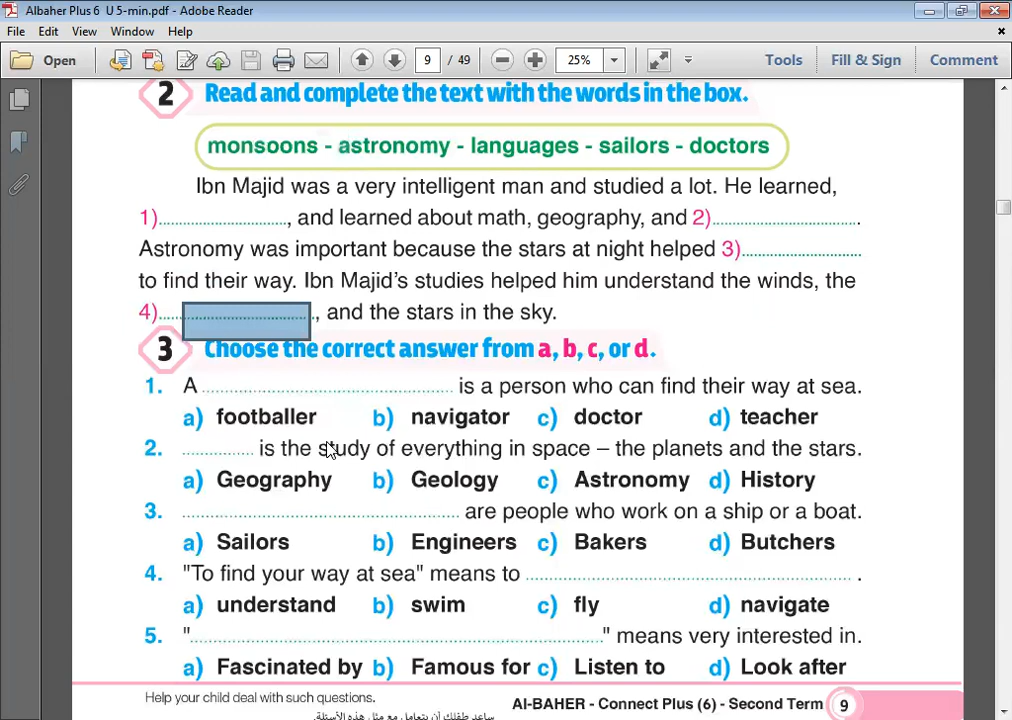 Albaher Plus 6 U 5-min.pdf - Adobe Reader
File Edit View Window Help
Open 9 / 49 25% Tools Fill & Sign Comment
2 Read and complete the text with the words in the box.
monsoons - astronomy - languages - sailors - doctors
Ibn Majid was a very intelligent man and studied a lot. He learned,
1)........................, and learned about math, geography, and 2)........................... .
Astronomy was important because the stars at night helped 3)........................
to find their way. Ibn Majid's studies helped him understand the winds, the
4)..............................., and the stars in the sky.
3 Choose the correct answer from a, b, c, or d.
1. A .................................................. is a person who can find their way at sea.
a) footballer b) navigator c) doctor d) teacher
2. .............. is the study of everything in space – the planets and the stars.
a) Geography b) Geology c) Astronomy d) History
3. ....................................................... are people who work on a ship or a boat.
a) Sailors b) Engineers c) Bakers d) Butchers
4. "To find your way at sea" means to ................................................................ .
a) understand b) swim c) fly d) navigate
5. "................................................................................" means very interested in.
a) Fascinated by b) Famous for c) Listen to d) Look after
Help your child deal with such questions.
ساعد طفلك أن يتعامل مع مثل هذه الأسئلة.
Al-BAHER - Connect Plus (6) - Second Term 9